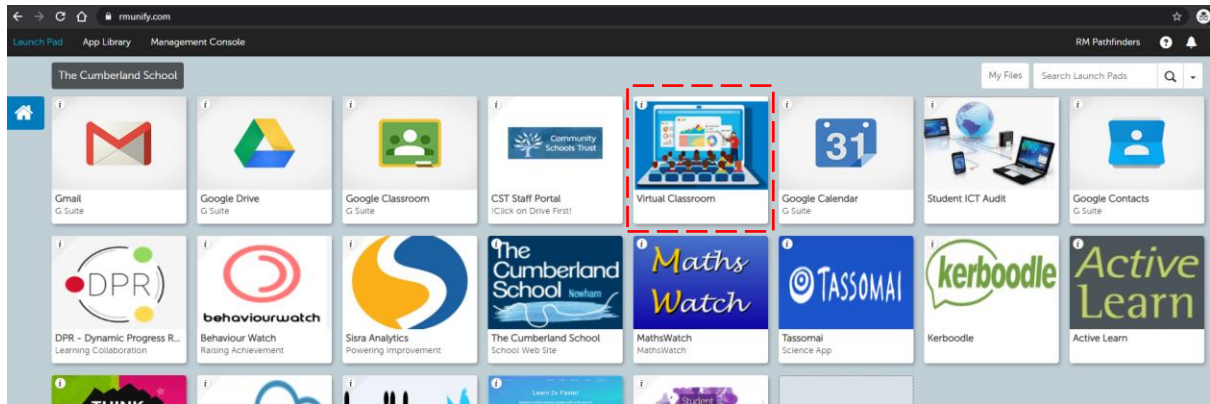 rmunify.com
Launch Pad App Library Management Console RM Pathfinders
The Cumberland School My Files Search Launch Pads
Gmail
G Suite
Google Drive
G Suite
Google Classroom
G Suite
Community
Schools Trust
CST Staff Portal
!Click on Drive First!
Virtual Classroom
31
Google Calendar
G Suite
Student ICT Audit
Google Contacts
G Suite
DPR
DPR - Dynamic Progress R...
Learning Collaboration
behaviourwatch
Behaviour Watch
Raising Achievement
Sisra Analytics
Powering Improvement
The
Cumberland
School Newham
The Cumberland School
School Web Site
Maths
Watch
MathsWatch
MathsWatch
TASSOMAI
Tassomai
Science App
kerboodle
Kerboodle
Active
Learn
Active Learn
THINK
Learn 2x Faster
Student